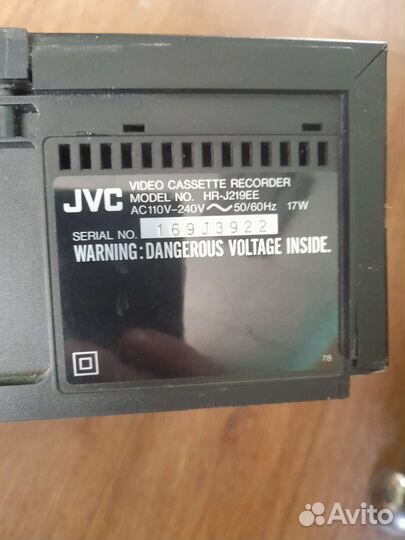 JVC
VIDEO CASSETTE RECORDER
MODEL NO. HR-J219EE
AC110V-240V~50/60Hz 17W
SERIAL NO. 169J3922
WARNING: DANGEROUS VOLTAGE INSIDE.
7S
Avito